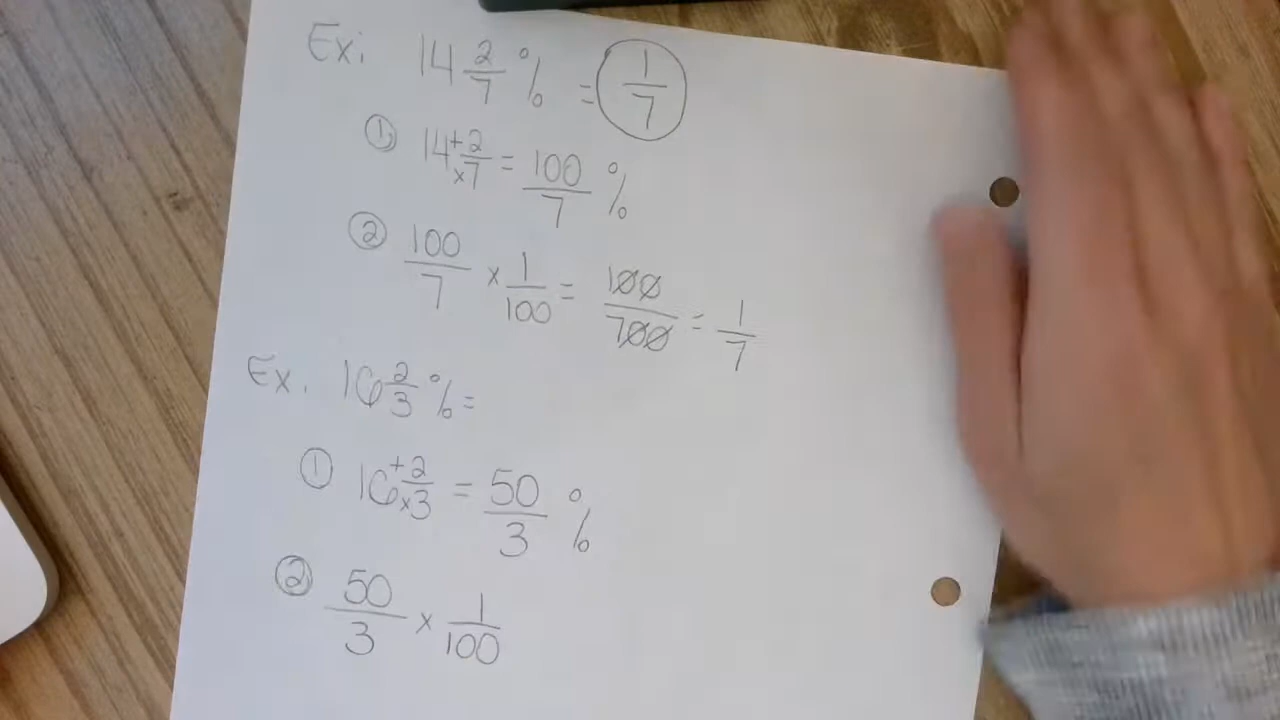 Ex: 14 2/7 % = 1/7
① 14 +2/×7 = 100/7 %
② 100/7 × 1/100 = 100/700 = 1/7
Ex. 16 2/3 % =
① 16 +2/×3 = 50/3 %
② 50/3 × 1/100